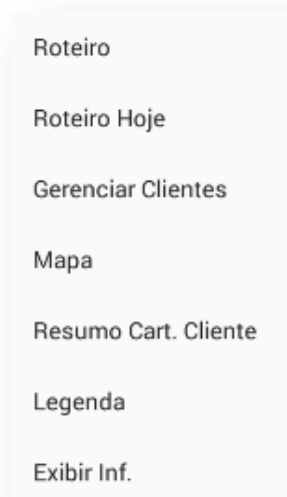 Roteiro
Roteiro Hoje
Gerenciar Clientes
Mapa
Resumo Cart. Cliente
Legenda
Exibir Inf.